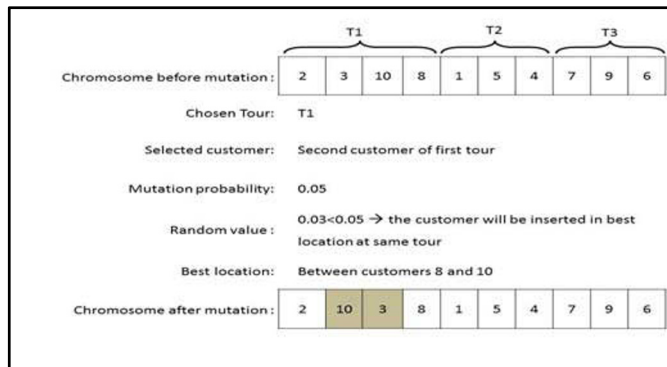 T1 T2 T3
Chromosome before mutation : 2 3 10 8 1 5 4 7 9 6
Chosen Tour: T1
Selected customer: Second customer of first tour
Mutation probability: 0.05
Random value : 0.03<0.05 → the customer will be inserted in best
location at same tour
Best location: Between customers 8 and 10
Chromosome after mutation : 2 10 3 8 1 5 4 7 9 6